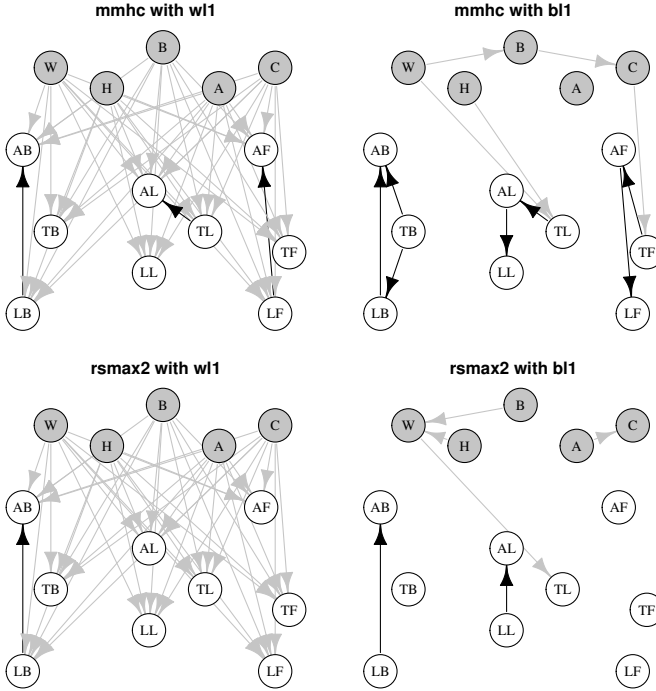 mmhc with wl1
B
W
C
H
A
AB
AF
AL
TB
TL
TF
LL
LB
LF
mmhc with bl1
B
W
C
H
A
AB
AF
AL
TB
TL
TF
LL
LB
LF
rsmax2 with wl1
B
W
C
H
A
AB
AF
AL
TB
TL
TF
LL
LB
LF
rsmax2 with bl1
B
W
C
H
A
AB
AF
AL
TB
TL
TF
LL
LB
LF